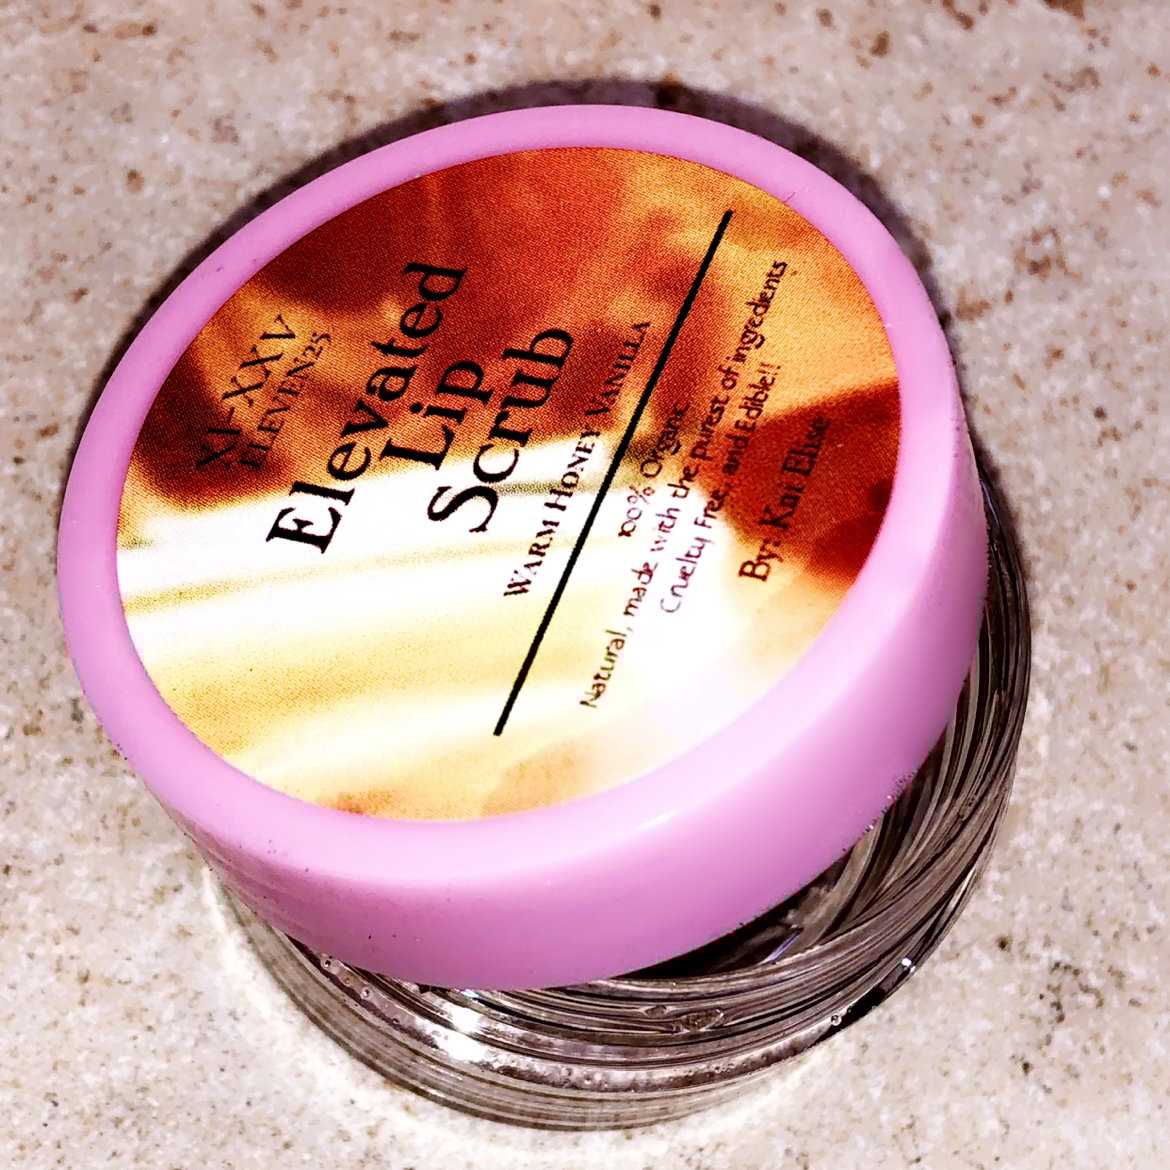 XI-XXV
ELEVEN25
Elevated
Lip
Scrub
WARM HONEY VANILLA
100% Organic
Natural, made with the purest of ingredients
Cruelty Free, and Edible!!
By: Kni Elise